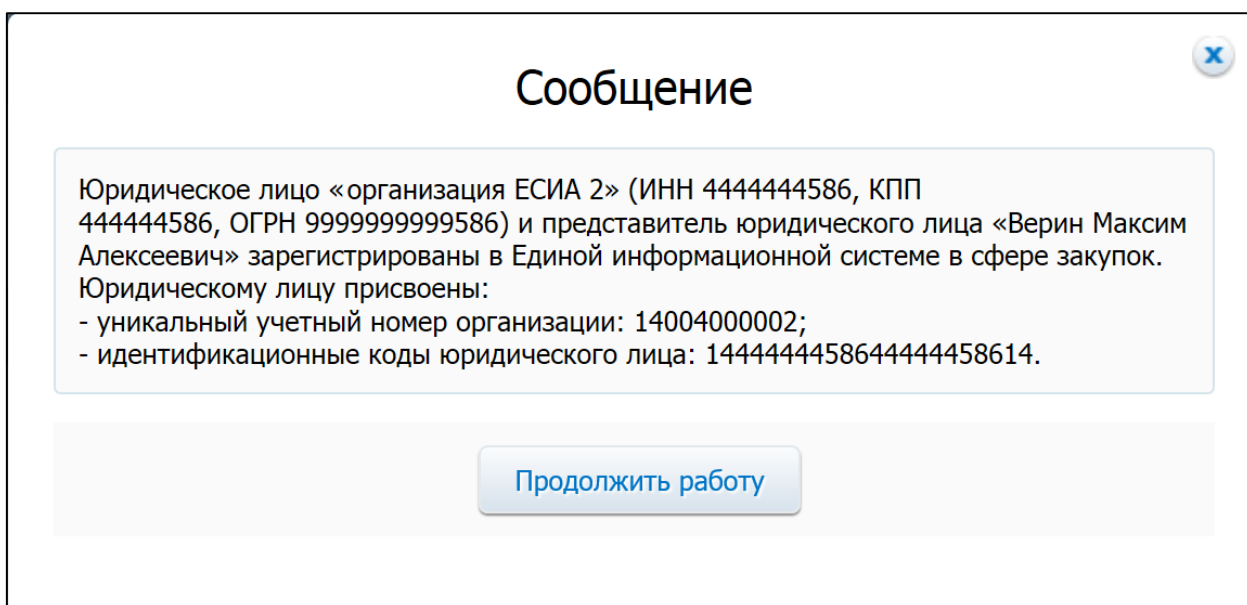 Сообщение
x
Юридическое лицо «организация ЕСИА 2» (ИНН 4444444586, КПП
444444586, ОГРН 9999999999586) и представитель юридического лица «Верин Максим
Алексеевич» зарегистрированы в Единой информационной системе в сфере закупок.
Юридическому лицу присвоены:
- уникальный учетный номер организации: 14004000002;
- идентификационные коды юридического лица: 1444444458644444458614.
Продолжить работу